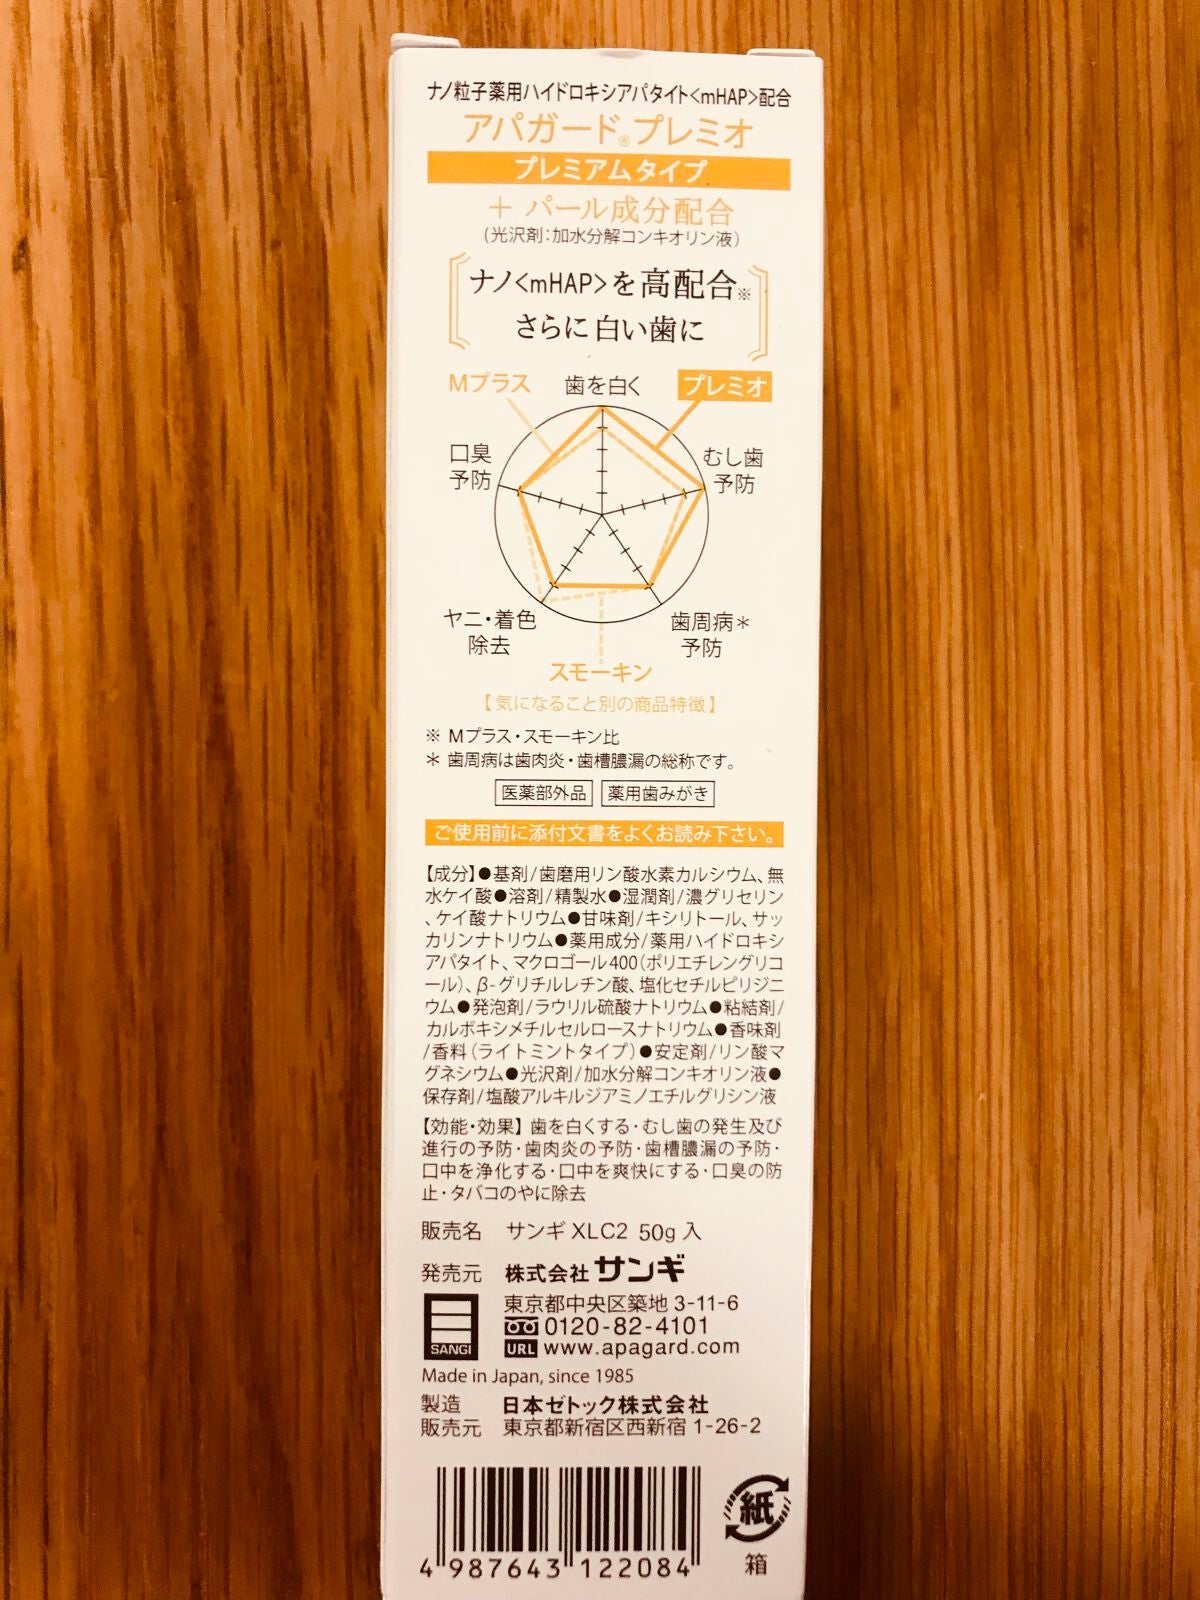 ナノ粒子薬用ハイドロキシアパタイト<mHAP>配合
アパガード®プレミオ
プレミアムタイプ
＋ パール成分配合
(光沢剤:加水分解コンキオリン液)
ナノ<mHAP>を高配合※
さらに白い歯に
Mプラス
歯を白く
プレミオ
口臭
予防
むし歯
予防
ヤニ・着色
除去
歯周病＊
予防
スモーキン
【気になること別の商品特徴】
※ Mプラス・スモーキン比
＊ 歯周病は歯肉炎・歯槽膿漏の総称です。
医薬部外品 薬用歯みがき
ご使用前に添付文書をよくお読み下さい。
【成分】●基剤/歯磨用リン酸水素カルシウム、無
水ケイ酸●溶剤/精製水●湿潤剤/濃グリセリン
、ケイ酸ナトリウム●甘味剤/キシリトール、サッ
カリンナトリウム●薬用成分/薬用ハイドロキシ
アパタイト、マクロゴール400(ポリエチレングリコ
ール)、β-グリチルレチン酸、塩化セチルピリジニ
ウム●発泡剤/ラウリル硫酸ナトリウム●粘結剤/
カルボキシメチルセルロースナトリウム●香味剤
/香料(ライトミントタイプ)●安定剤/リン酸マ
グネシウム●光沢剤/加水分解コンキオリン液●
保存剤/塩酸アルキルジアミノエチルグリシン液
【効能・効果】歯を白くする・むし歯の発生及び
進行の予防・歯肉炎の予防・歯槽膿漏の予防・
口中を浄化する・口中を爽快にする・口臭の防
止・タバコのやに除去
販売名 サンギ XLC2 50g 入
発売元 株式会社サンギ
SANGI
東京都中央区築地 3-11-6
0120-82-4101
URL www.apagard.com
Made in Japan, since 1985
製造 日本ゼトック株式会社
販売元 東京都新宿区西新宿 1-26-2
4 987643 122084
紙
箱